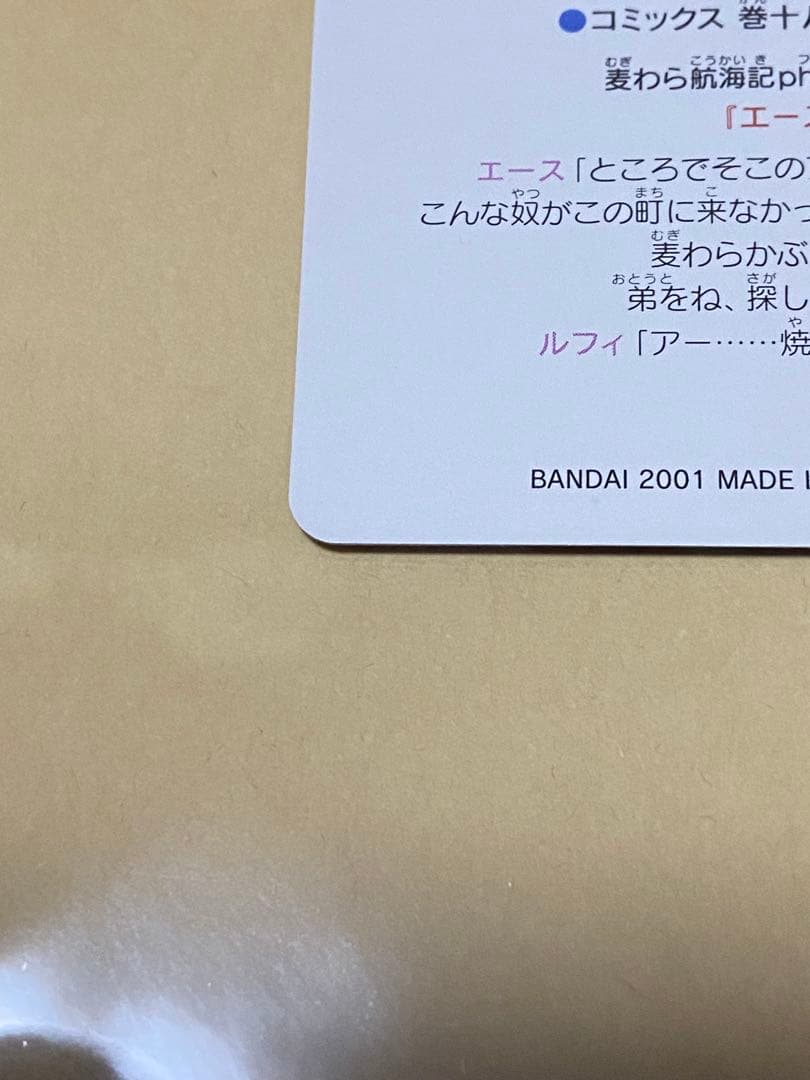 ●コミックス 巻十
麦わら航海記ph
『エー
エース「ところでそこの
こんな奴がこの町に来なかっ
麦わらかぶ
弟をね、探し
ルフィ「アー……焼
BANDAI 2001 MADE